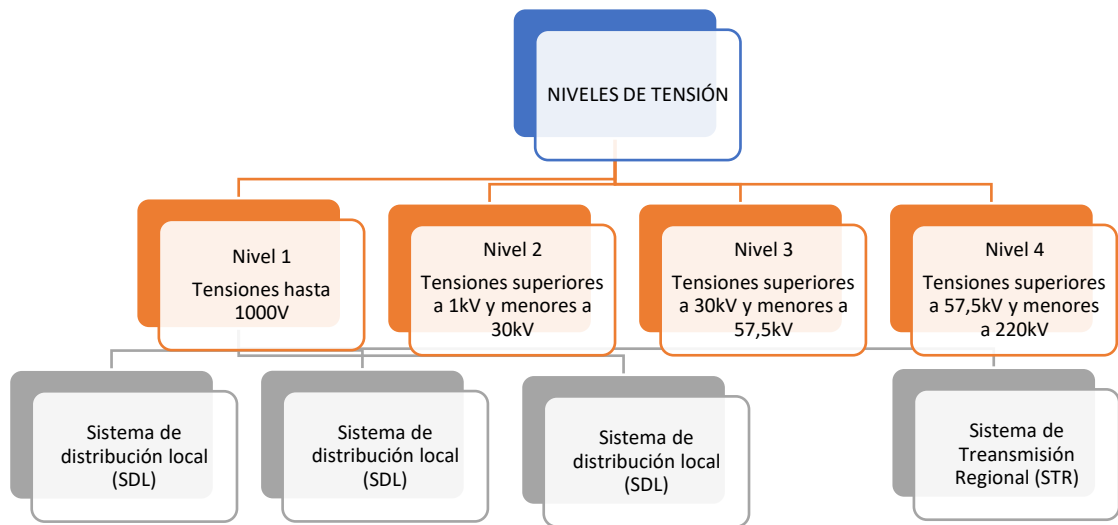 NIVELES DE TENSIÓN
Nivel 1
Tensiones hasta
1000V
Nivel 2
Tensiones superiores
a 1kV y menores a
30kV
Nivel 3
Tensiones superiores
a 30kV y menores a
57,5kV
Nivel 4
Tensiones superiores
a 57,5kV y menores
a 220kV
Sistema de
distribución local
(SDL)
Sistema de
distribución local
(SDL)
Sistema de
distribución local
(SDL)
Sistema de
Treansmisión
Regional (STR)